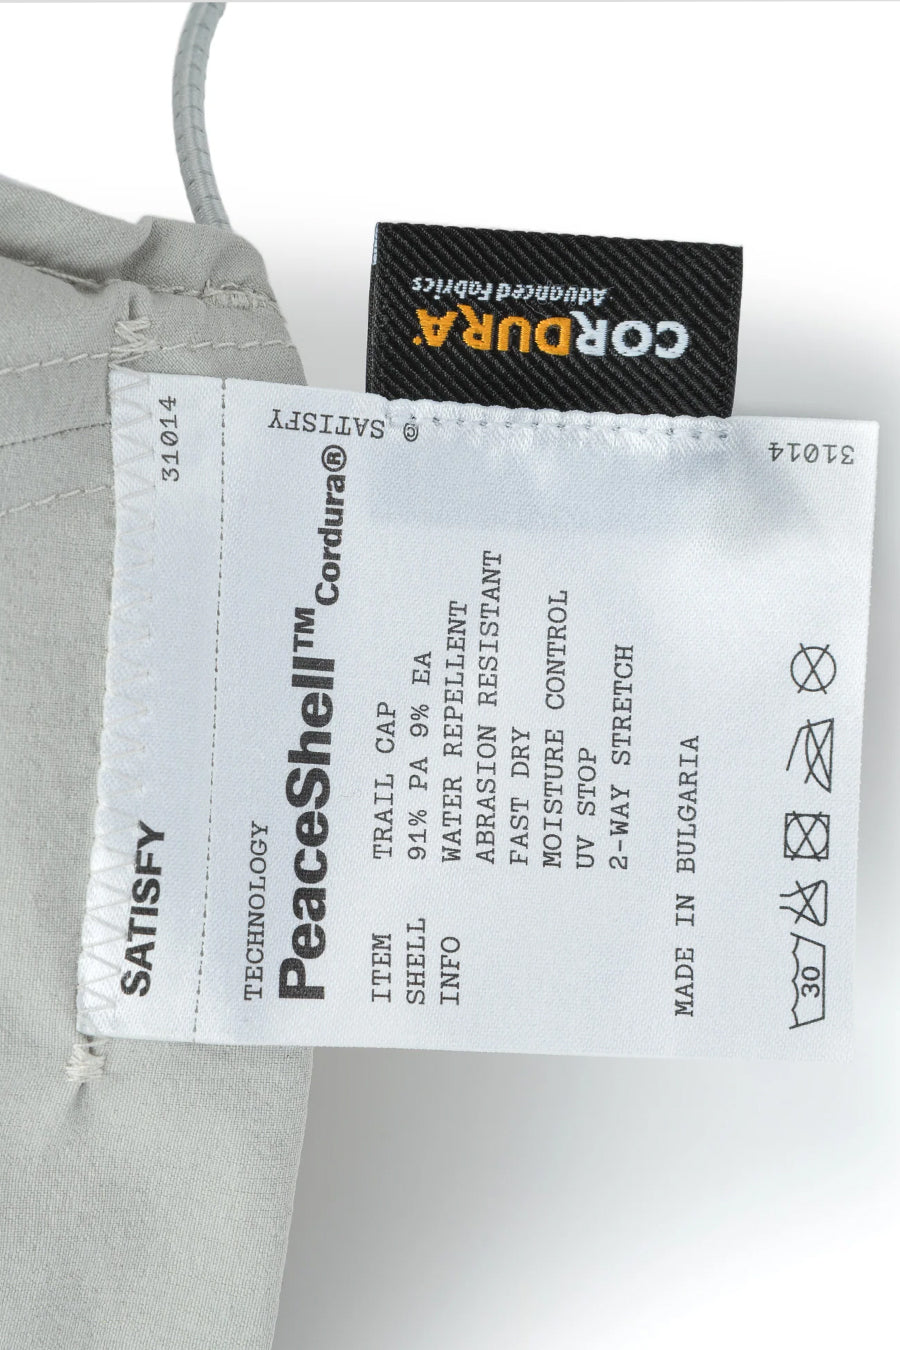 CORDURA®
Advanced Fabrics
@ SATISFY
31014
SATISFY
31014
TECHNOLOGY
PeaceShell™ Cordura®
ITEM TRAIL CAP
SHELL 91% PA 9% EA
INFO WATER REPELLENT
ABRASION RESISTANT
FAST DRY
MOISTURE CONTROL
UV STOP
2-WAY STRETCH
MADE IN BULGARIA
30